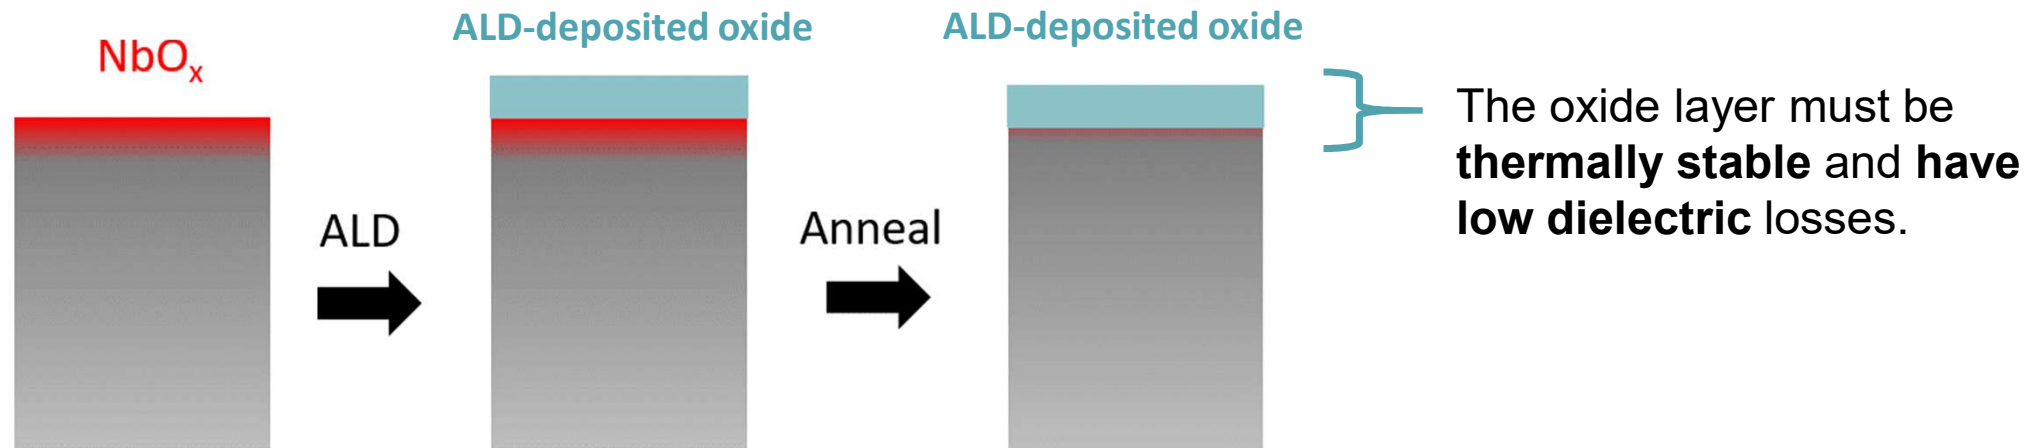 NbOx
ALD-deposited oxide
ALD-deposited oxide
ALD
Anneal
The oxide layer must be
thermally stable and have
low dielectric losses.